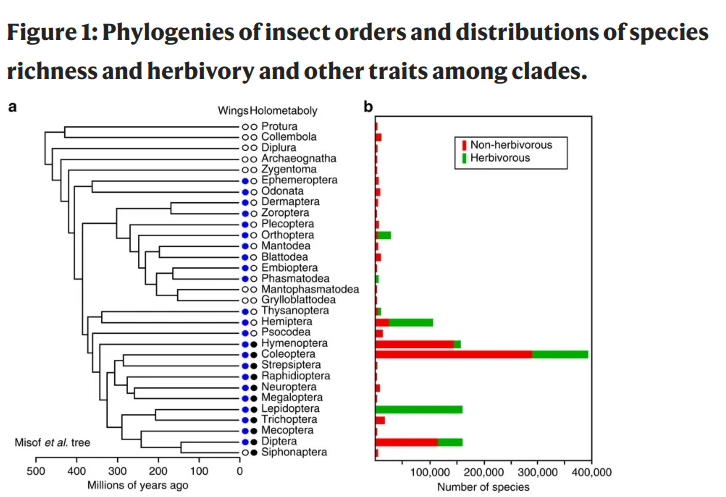 Figure 1: Phylogenies of insect orders and distributions of species
richness and herbivory and other traits among clades.
a
Wings Holometaboly
b
Protura
Collembola
Diplura
Archaeognatha
Zygentoma
Ephemeroptera
Odonata
Dermaptera
Zoroptera
Plecoptera
Orthoptera
Mantodea
Blattodea
Embioptera
Phasmatodea
Mantophasmatodea
Grylloblattodea
Thysanoptera
Hemiptera
Psocodea
Hymenoptera
Coleoptera
Strepsiptera
Raphidioptera
Neuroptera
Megaloptera
Lepidoptera
Trichoptera
Mecoptera
Diptera
Siphonaptera
Misof et al. tree
500 400 300 200 100 0
Millions of years ago
Non-herbivorous
Herbivorous
100,000 200,000 300,000 400,000
Number of species